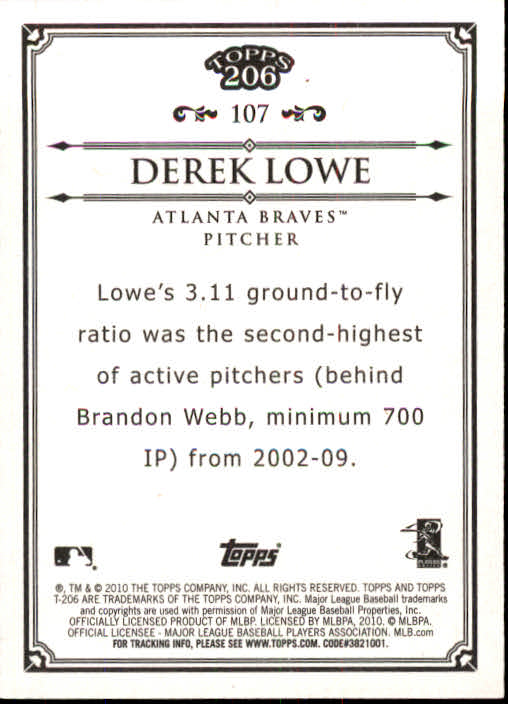 TOPPS
206
107
DEREK LOWE
ATLANTA BRAVES™
PITCHER
Lowe's 3.11 ground-to-fly
ratio was the second-highest
of active pitchers (behind
Brandon Webb, minimum 700
IP) from 2002-09.
Topps
®, TM & © 2010 THE TOPPS COMPANY, INC. ALL RIGHTS RESERVED. TOPPS AND TOPPS
T-206 ARE TRADEMARKS OF THE TOPPS COMPANY, INC. Major League Baseball trademarks
and copyrights are used with permission of Major League Baseball Properties, Inc.
OFFICIALLY LICENSED PRODUCT OF MLBP. LICENSED BY MLBPA, 2010. © MLBPA,
OFFICIAL LICENSEE - MAJOR LEAGUE BASEBALL PLAYERS ASSOCIATION. MLB.com
FOR TRACKING INFO, PLEASE SEE WWW.TOPPS.COM. CODE#3821001.